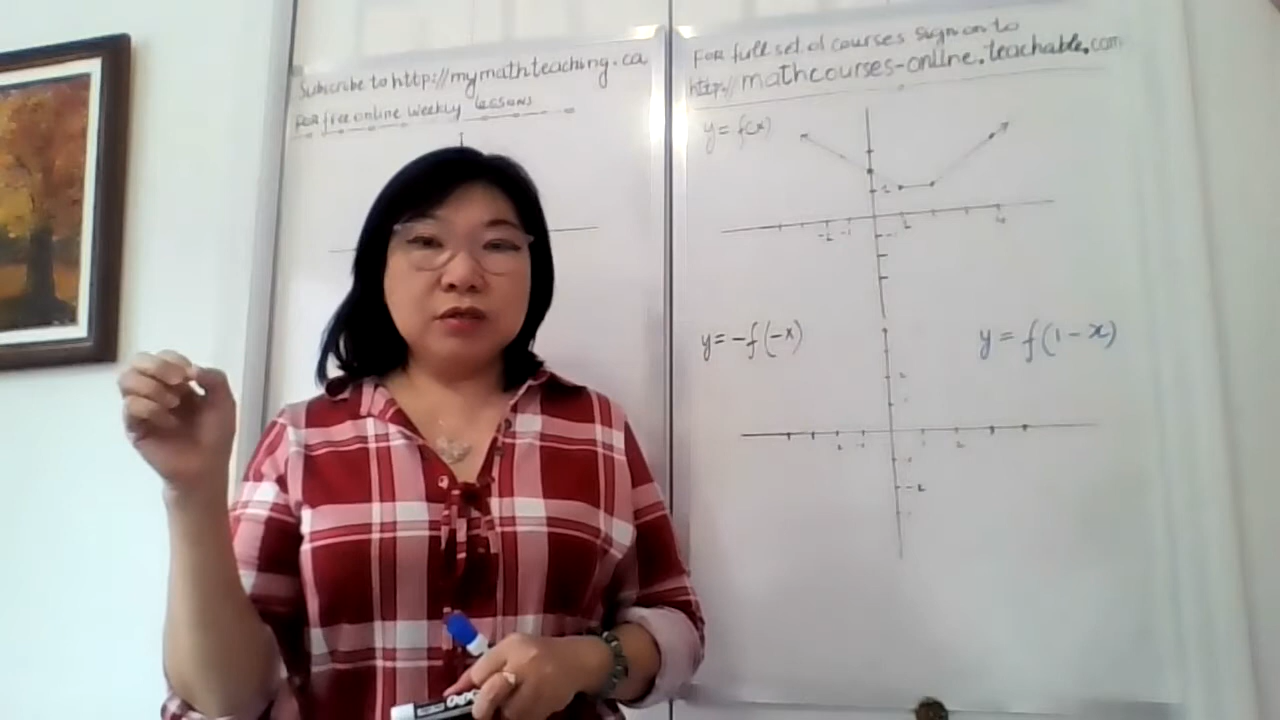 Subscribe to http://mymathteaching.ca
FOR free online weekly lessons
FOR full set of courses sign on to
http://mathcourses-online.teachable.com
y = f(x)
y = -f(-x)
y = f(1-x)